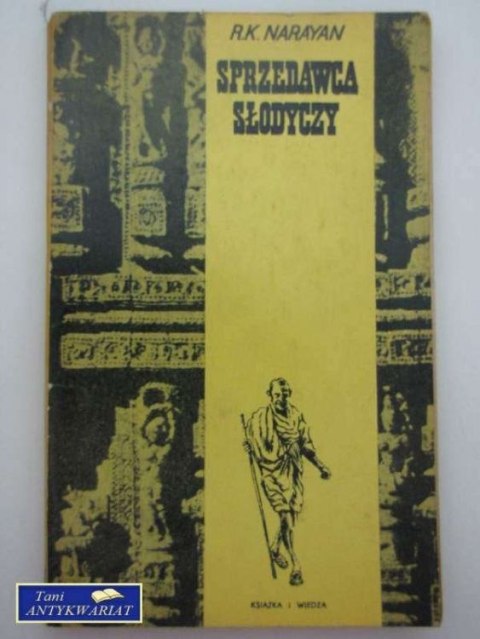 R.K. NARAYAN
SPRZEDAWCA
SŁODYCZY
KSIĄŻKA I WIEDZA
Tani
ANTYKWARIAT